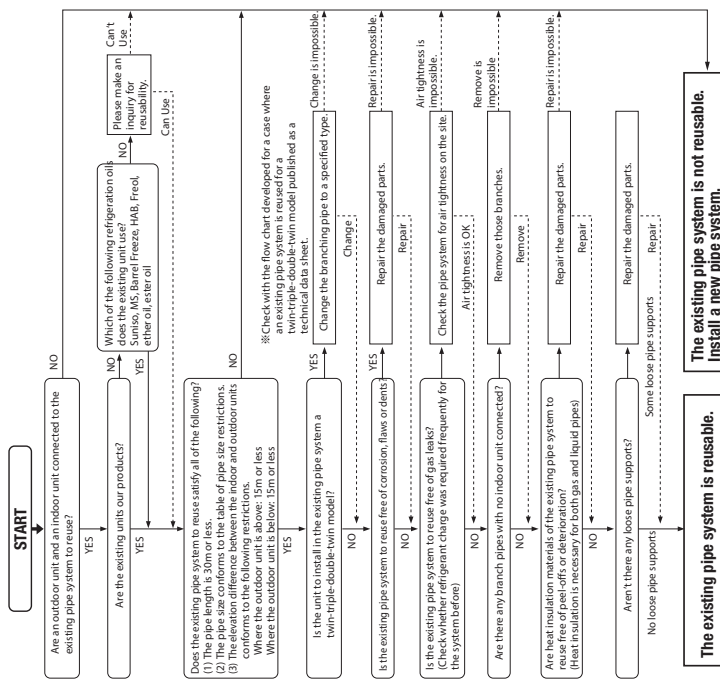 START
Are an outdoor unit and an indoor unit connected to the
existing pipe system to reuse?
NO
YES
Are the existing units our products?
NO
YES
Which of the following refrigeration oils
does the existing unit use?
Suniso, MS, Barrel Freeze, HAB, Freol,
ether oil, ester oil
NO
YES
Please make an
inquiry for
reusability.
Can't
Use
Can Use
Does the existing pipe system to reuse satisfy all of the following?
(1) The pipe length is 30m or less.
(2) The pipe size conforms to the table of pipe size restrictions.
(3) The elevation difference between the indoor and outdoor units
conforms to the following restrictions.
Where the outdoor unit is above: 15m or less
Where the outdoor unit is below: 15m or less
NO
YES
※Check with the flow chart developed for a case where
an existing pipe system is reused for a
twin-triple-double-twin model published as a
technical data sheet.
Is the unit to install in the existing pipe system a
twin-triple-double-twin model?
YES
Change the branching pipe to a specified type.
Change is impossible.
NO
Change
Is the existing pipe system to reuse free of corrosion, flaws or dents?
YES
Repair the damaged parts.
Repair is impossible.
NO
Repair
Is the existing pipe system to reuse free of gas leaks?
(Check whether refrigerant change was required frequently for
the system before)
Check the pipe system for air tightness on the site.
Air tightness is
impossible.
NO
Air tightness is OK
Are there any branch pipes with no indoor unit connected?
Remove those branches.
Remove is
impossible
NO
Remove
Are heat insulation materials of the existing pipe system to
reuse free of peel-offs or deterioration?
(Heat insulation is necessary for both gas and liquid pipes)
Repair the damaged parts.
Repair is impossible.
NO
Repair
Aren't there any loose pipe supports?
Repair the damaged parts.
No loose pipe supports
Some loose pipe supports
Repair
The existing pipe system is reusable.
The existing pipe system is not reusable.
Install a new pipe system.